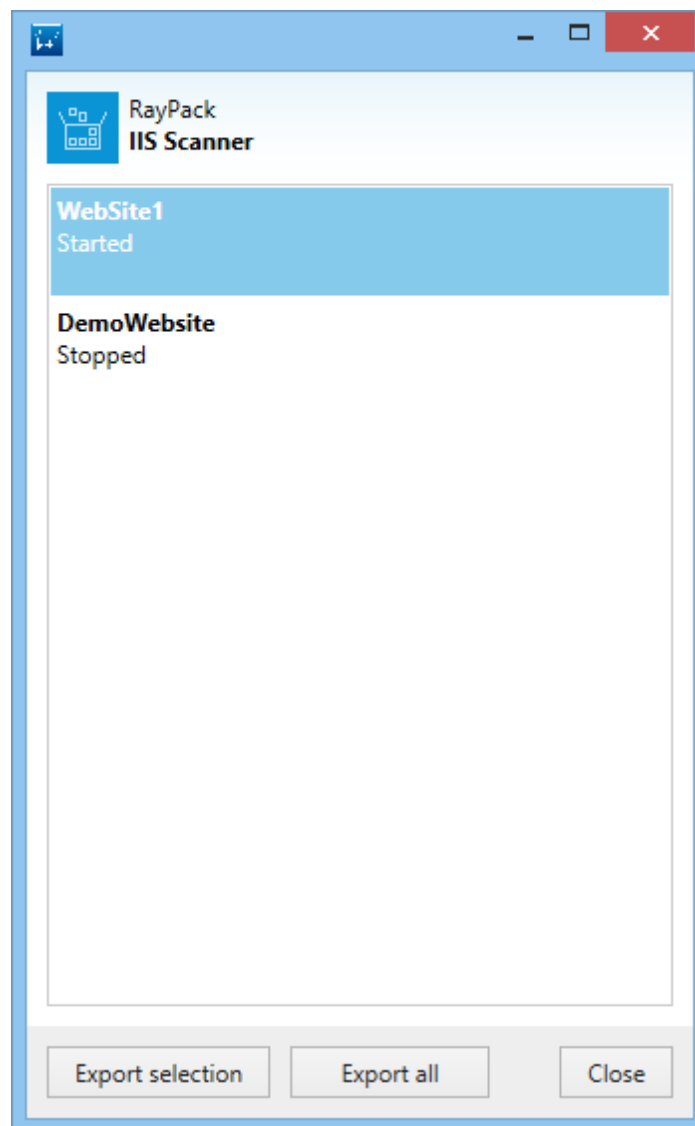 RayPack
IIS Scanner
WebSite1
Started
DemoWebsite
Stopped
Export selection
Export all
Close